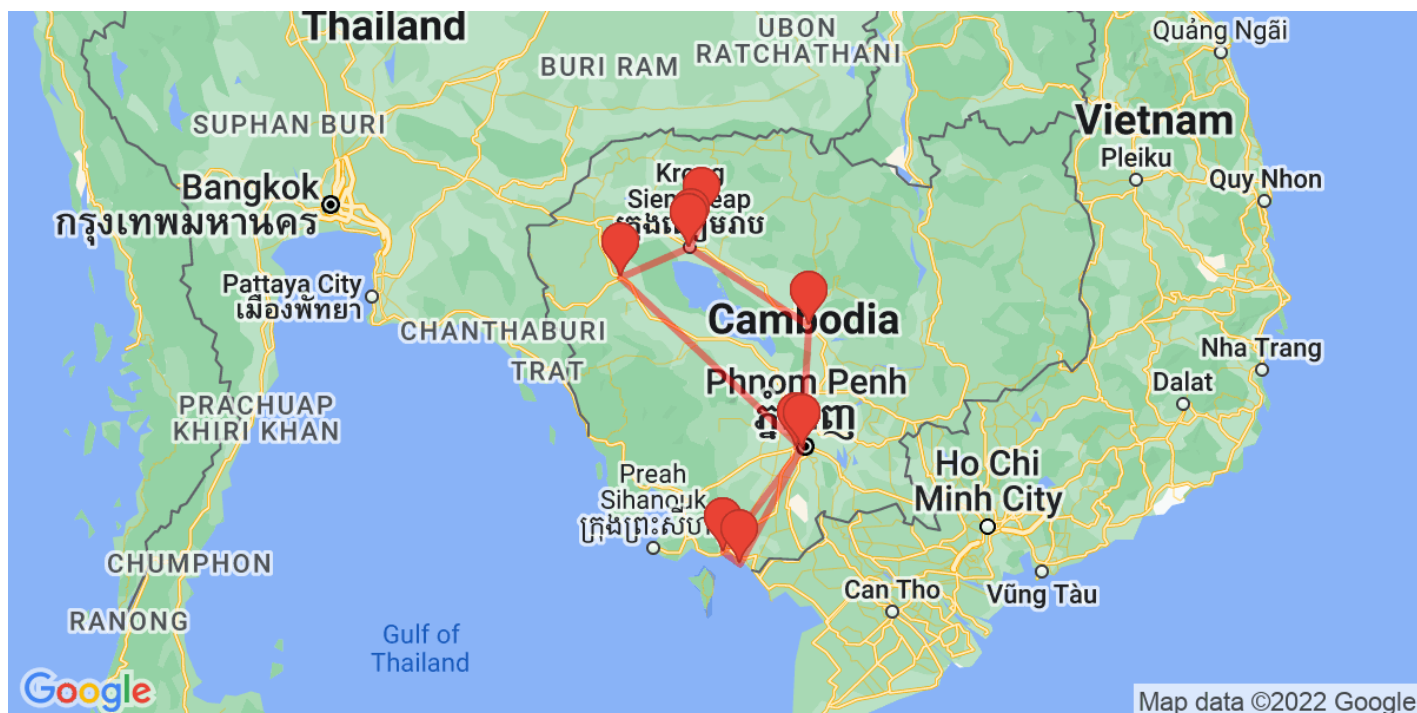 Thailand
UBON
RATCHATHANI
Quảng Ngãi
BURI RAM
SUPHAN BURI
Vietnam
Pleiku
Bangkok
กรุงเทพมหานคร
Quy Nhon
Pattaya City
เมืองพัทยา
CHANTHABURI
TRAT
Cambodia
Nha Trang
Dalat
Phnom Penh
PRACHUAP
KHIRI KHAN
Ho Chi
Minh City
Preah
Sihanouk
CHUMPHON
Can Tho
Vũng Tàu
RANONG
Gulf of
Thailand
Google
Map data ©2022 Google